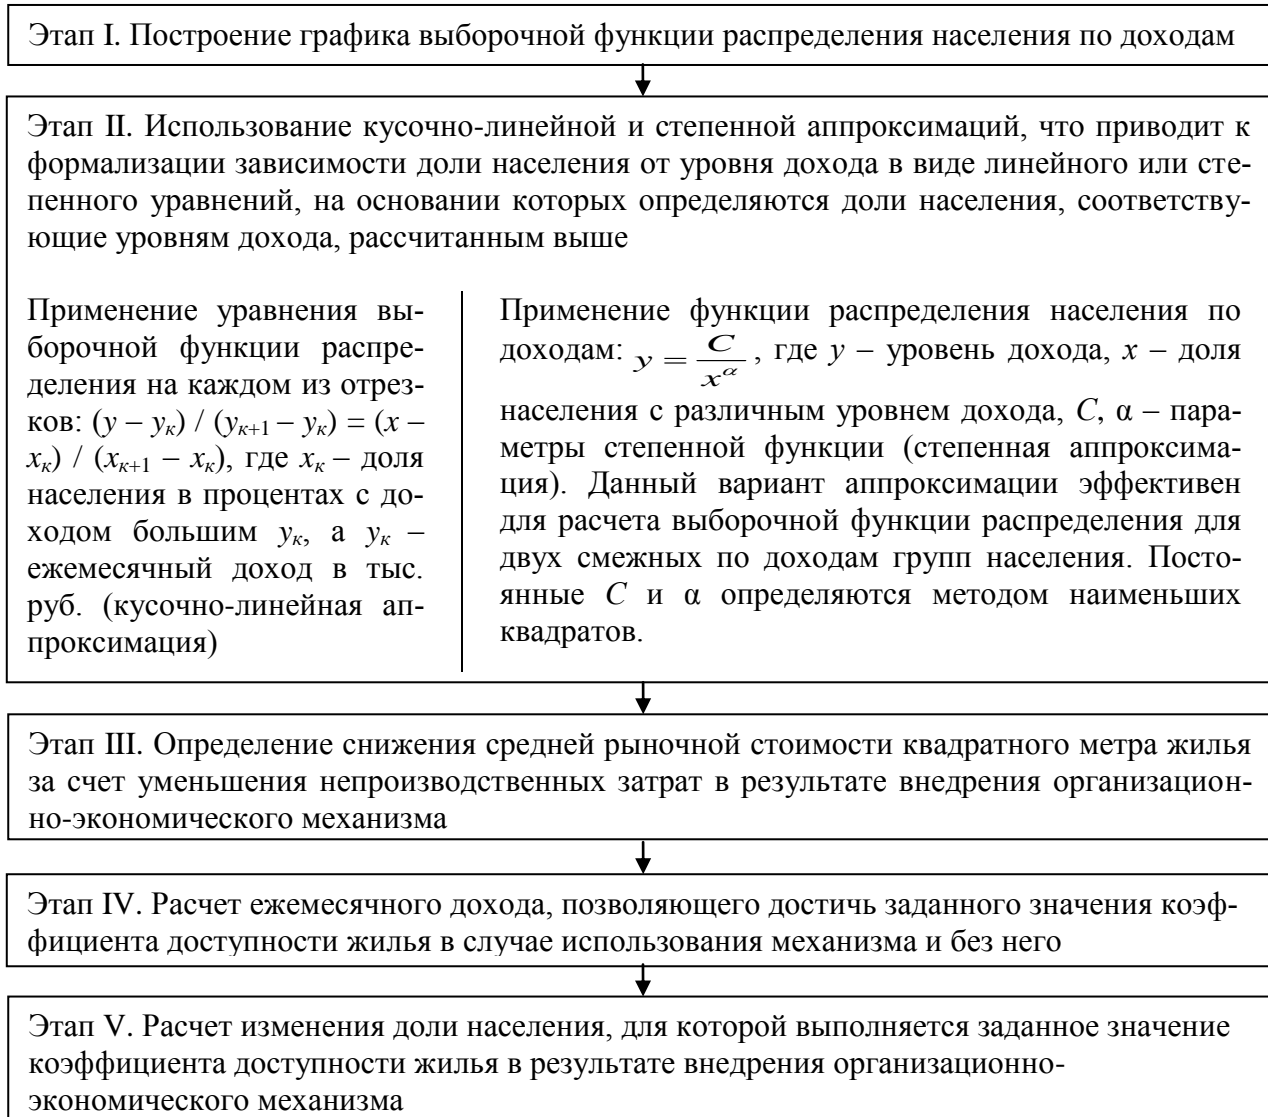 Этап I. Построение графика выборочной функции распределения населения по доходам
Этап II. Использование кусочно-линейной и степенной аппроксимаций, что приводит к
формализации зависимости доли населения от уровня дохода в виде линейного или сте-
пенного уравнений, на основании которых определяются доли населения, соответству-
ющие уровням дохода, рассчитанным выше
Применение уравнения вы-
борочной функции распре-
деления на каждом из отрез-
ков: (y – yк) / (yк+1 – yк) = (x –
xк) / (xк+1 – xк), где xк – доля
населения в процентах с до-
ходом большим yк, а yк –
ежемесячный доход в тыс.
руб. (кусочно-линейная ап-
проксимация)
Применение функции распределения населения по
доходам: y = C / x^α, где y – уровень дохода, x – доля
населения с различным уровнем дохода, C, α – пара-
метры степенной функции (степенная аппроксима-
ция). Данный вариант аппроксимации эффективен
для расчета выборочной функции распределения для
двух смежных по доходам групп населения. Посто-
янные C и α определяются методом наименьших
квадратов.
Этап III. Определение снижения средней рыночной стоимости квадратного метра жилья
за счет уменьшения непроизводственных затрат в результате внедрения организацион-
но-экономического механизма
Этап IV. Расчет ежемесячного дохода, позволяющего достичь заданного значения коэф-
фициента доступности жилья в случае использования механизма и без него
Этап V. Расчет изменения доли населения, для которой выполняется заданное значение
коэффициента доступности жилья в результате внедрения организационно-
экономического механизма